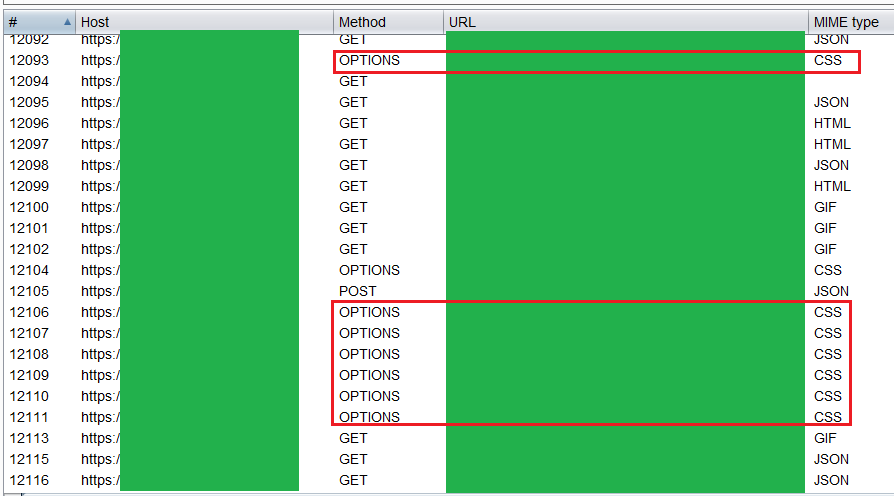 # Host Method URL MIME type
12092 https:/ GET JSON
12093 https:/ OPTIONS CSS
12094 https:/ GET
12095 https:/ GET JSON
12096 https:/ GET HTML
12097 https:/ GET HTML
12098 https:/ GET JSON
12099 https:/ GET HTML
12100 https:/ GET GIF
12101 https:/ GET GIF
12102 https:/ GET GIF
12104 https:/ OPTIONS CSS
12105 https:/ POST JSON
12106 https:/ OPTIONS CSS
12107 https:/ OPTIONS CSS
12108 https:/ OPTIONS CSS
12109 https:/ OPTIONS CSS
12110 https:/ OPTIONS CSS
12111 https:/ OPTIONS CSS
12113 https:/ GET GIF
12115 https:/ GET JSON
12116 https:/ GET JSON